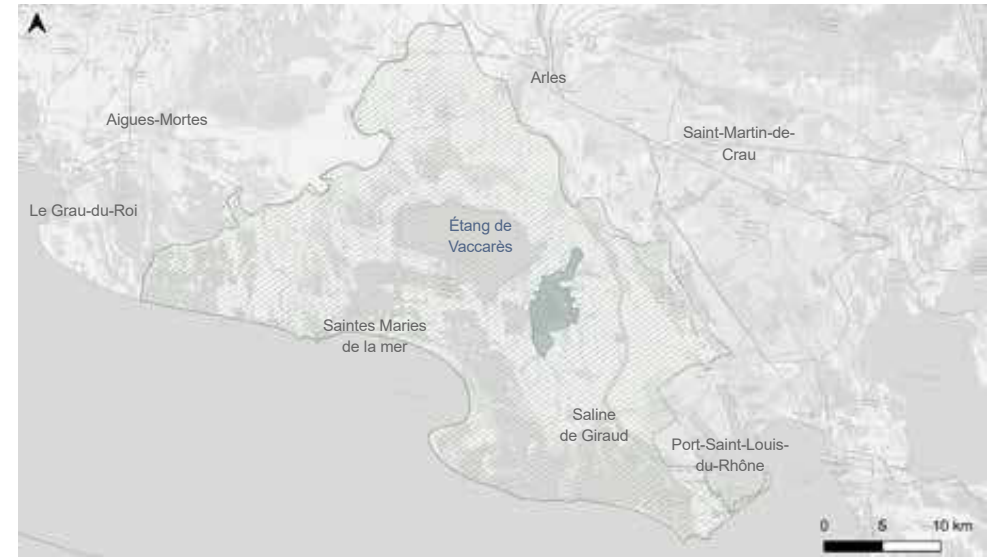 Arles
Aigues-Mortes
Saint-Martin-de-
Crau
Le Grau-du-Roi
Étang de
Vaccarès
Saintes Maries
de la mer
Saline
de Giraud
Port-Saint-Louis-
du-Rhône
0 5 10 km